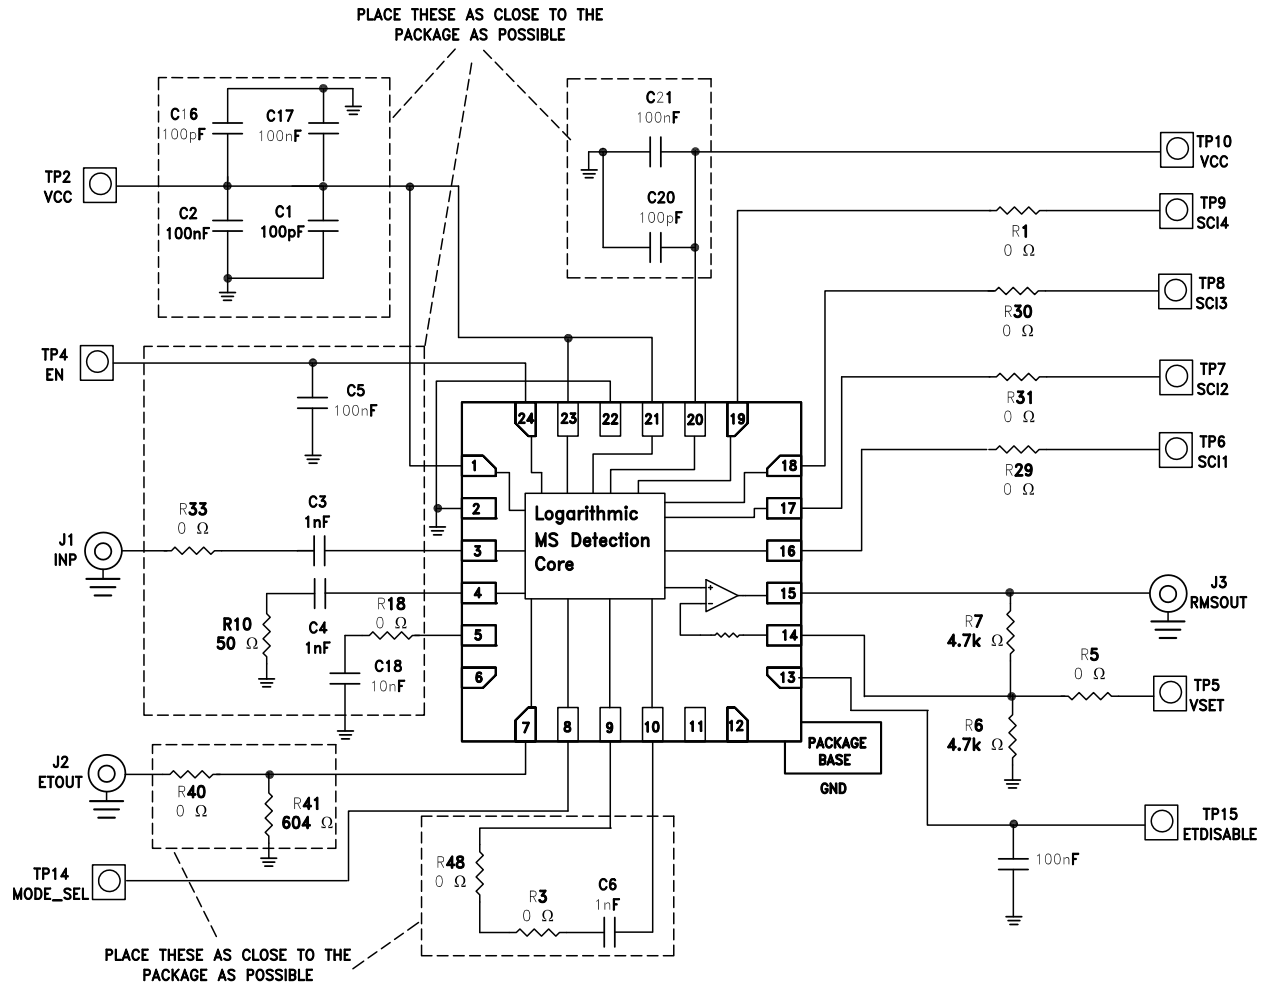 PLACE THESE AS CLOSE TO THE
PACKAGE AS POSSIBLE
C16
100pF
C17
100nF
C21
100nF
TP10
VCC
TP2
VCC
C2
100nF
C1
100pF
C20
100pF
TP9
SCI4
R1
0 Ω
TP8
SCI3
R30
0 Ω
TP4
EN
C5
100nF
TP7
SCI2
R31
0 Ω
24
23
22
21
20
19
TP6
SCI1
R29
0 Ω
1
2
3
4
5
6
18
17
16
15
14
13
Logarithmic
MS Detection
Core
+
−
R33
0 Ω
C3
1nF
J1
INP
R10
50 Ω
C4
1nF
R18
0 Ω
C18
10nF
J3
RMSOUT
R7
4.7k Ω
R5
0 Ω
TP5
VSET
R6
4.7k Ω
7
8
9
10
11
12
PACKAGE
BASE
GND
J2
ETOUT
R40
0 Ω
R41
604 Ω
TP15
ETDISABLE
100nF
TP14
MODE_SEL
R48
0 Ω
R3
0 Ω
C6
1nF
PLACE THESE AS CLOSE TO THE
PACKAGE AS POSSIBLE